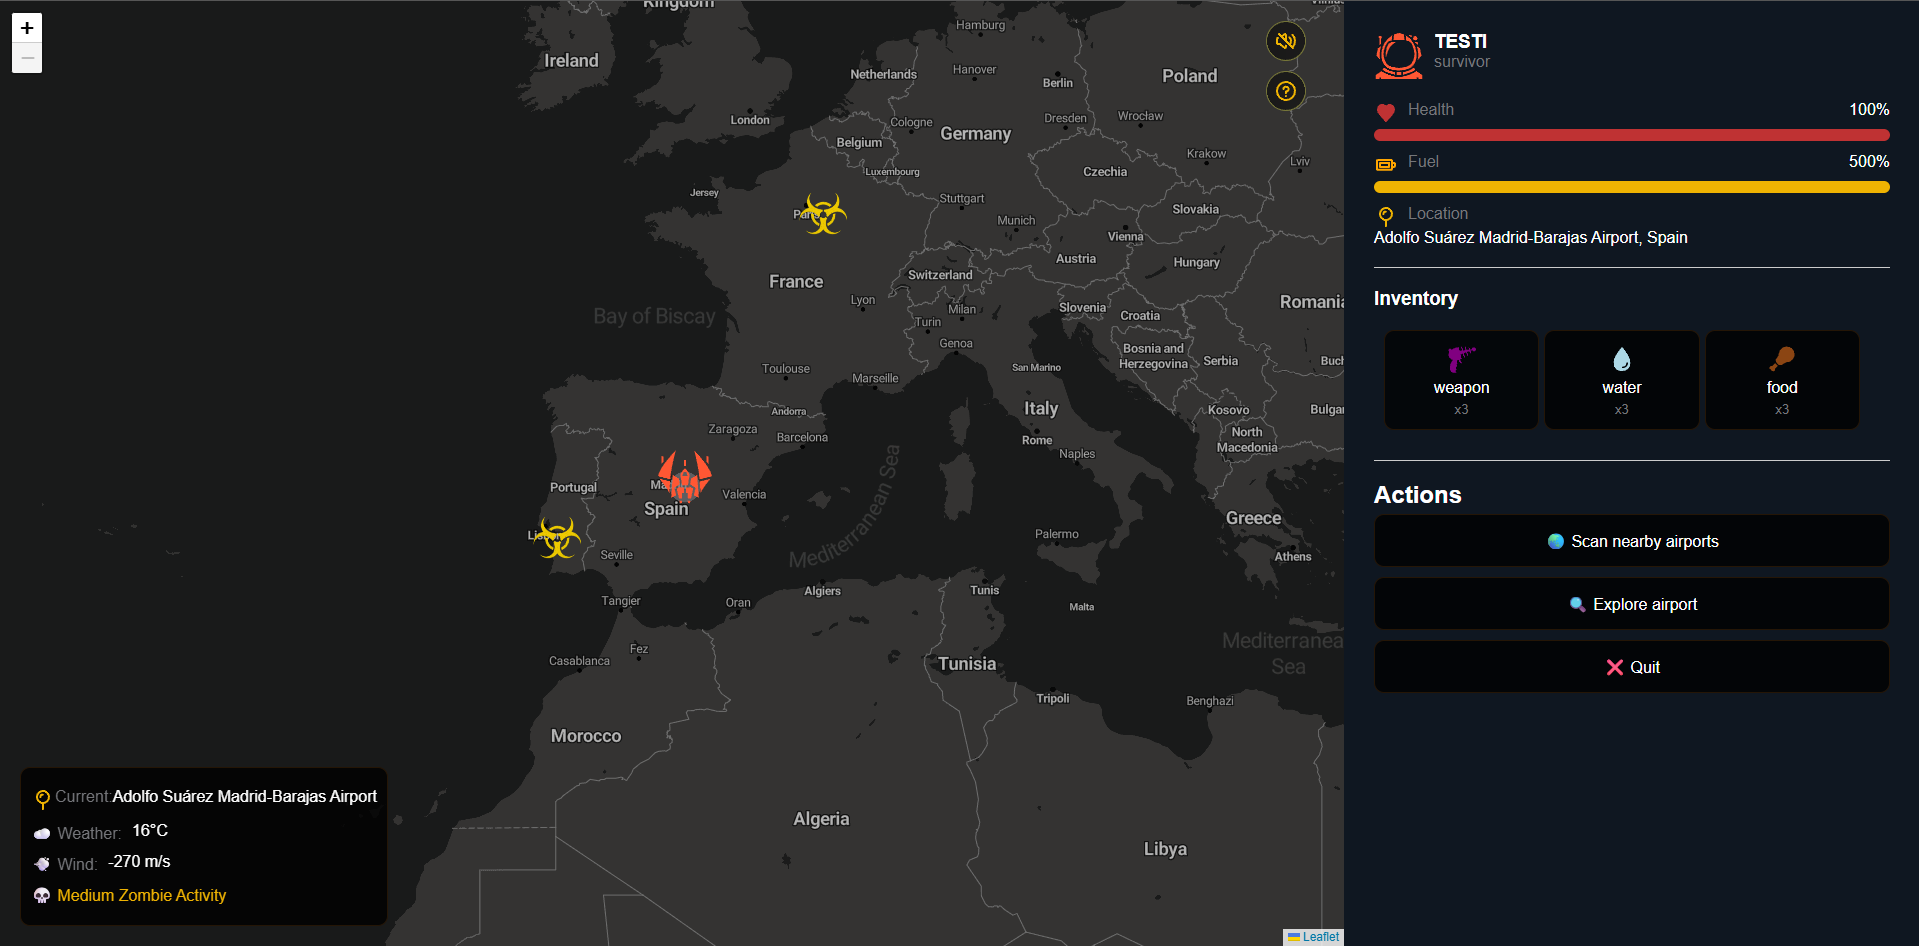 +
−
Kingdom
Vilnius
Hamburg
Ireland
Netherlands
Hanover
Berlin
Poland
London
Cologne
Dresden
Wrocław
Belgium
Germany
Krakow
Lviv
Luxembourg
Czechia
Jersey
Stuttgart
Slovakia
Paris
Munich
Vienna
Austria
Hungary
France
Switzerland
Lyon
Milan
Slovenia
Romania
Bay of Biscay
Turin
Croatia
Genoa
Bosnia and
Herzegovina
Serbia
Buch
Toulouse
Marseille
San Marino
Andorra
Italy
Kosovo
Bulgar
Zaragoza
Barcelona
Rome
North
Macedonia
Naples
Portugal
Ma
Valencia
Spain
Mediterranean Sea
Greece
Lisbon
Seville
Palermo
Athens
Tangier
Oran
Algiers
Tunis
Malta
Fez
Casablanca
Tunisia
Mediterranea
Sea
Tripoli
Benghazi
Morocco
Algeria
Libya
Current:Adolfo Suárez Madrid-Barajas Airport
Weather: 16°C
Wind: -270 m/s
Medium Zombie Activity
Leaflet
TESTI
survivor
Health 100%
Fuel 500%
Location
Adolfo Suárez Madrid-Barajas Airport, Spain
Inventory
weapon water food
x3 x3 x3
Actions
Scan nearby airports
Explore airport
Quit